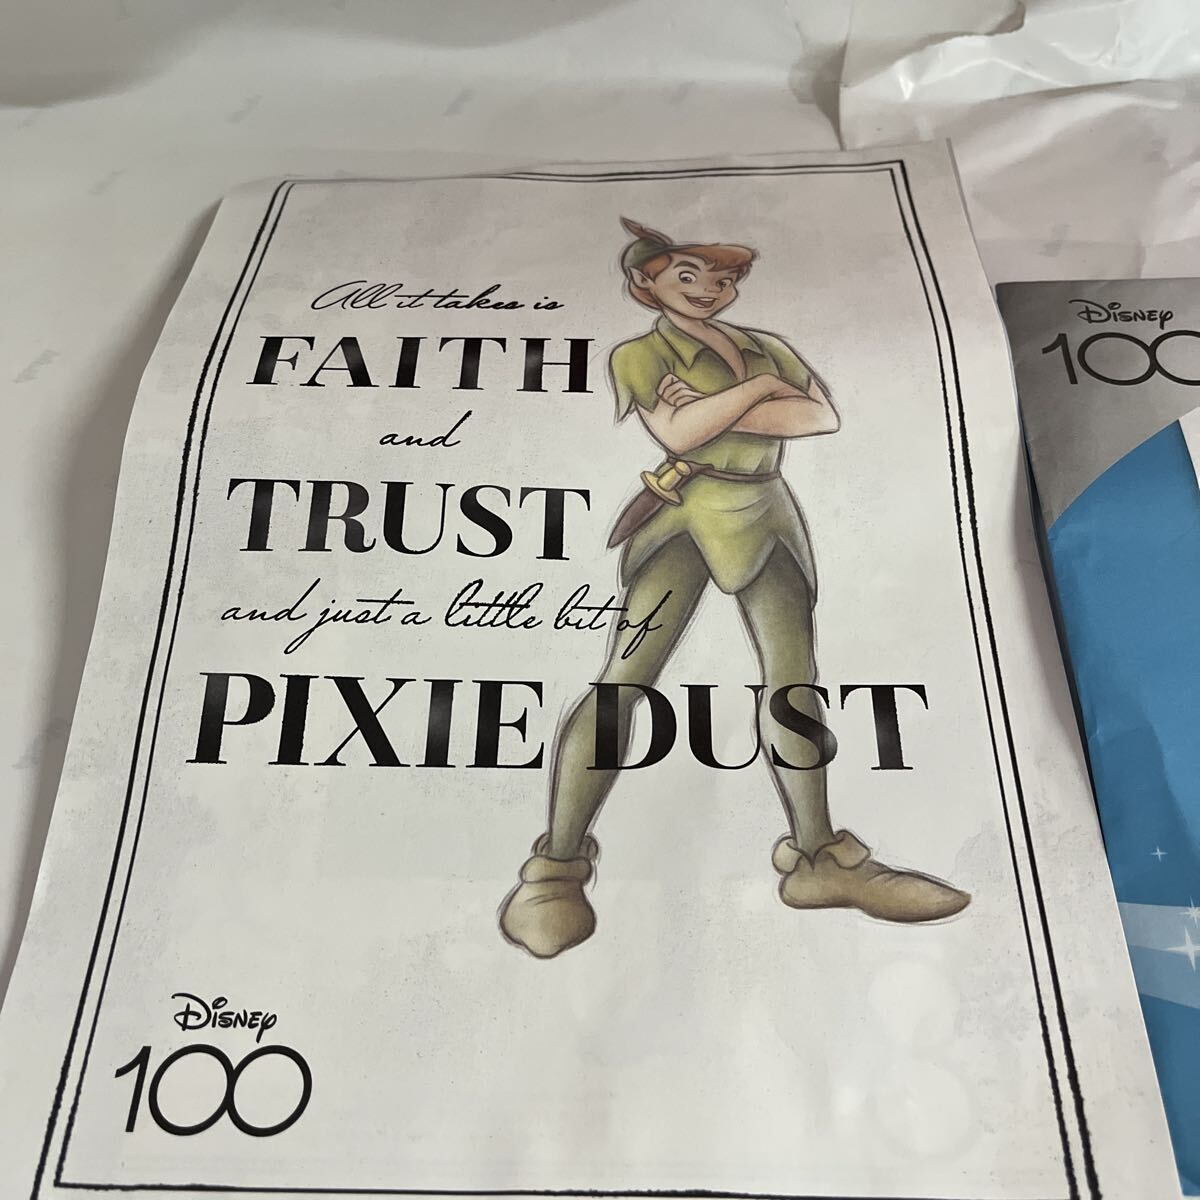 All it takes is
FAITH
and
TRUST
and just a little bit of
PIXIE DUST
Disney
100
Disney
100